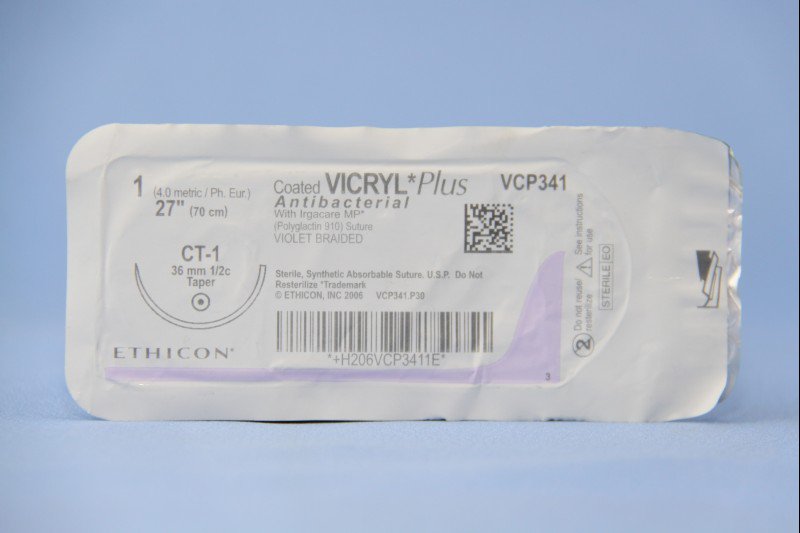 1 (4.0 metric / Ph. Eur.)
27" (70 cm)
CT-1
36 mm 1/2c
Taper
ETHICON*
Coated VICRYL* Plus VCP341
Antibacterial
With Irgacare MP*
(Polyglactin 910) Suture
VIOLET BRAIDED
Sterile, Synthetic Absorbable Suture. U.S.P. Do Not
Resterilize *Trademark
© ETHICON, INC 2006 VCP341.P30
*+H206VCP3411E*
3
2 Do not reuse/
resterilize
See instructions
for use
STERILE EO